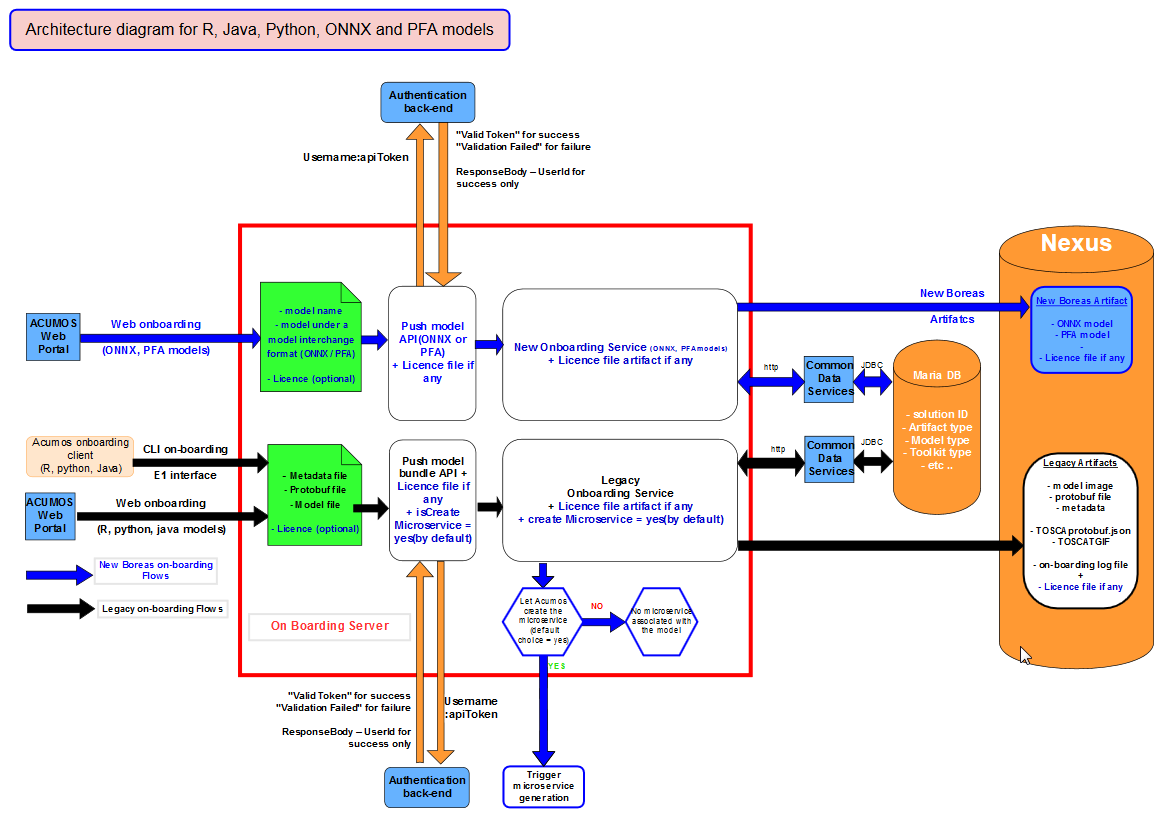 Architecture diagram for R, Java, Python, ONNX and PFA models
Authentication
back-end
Username:apiToken
"Valid Token" for success
"Validation Failed" for failure
ResponseBody – UserId for
success only
Nexus
ACUMOS
Web
Portal
Web onboarding
(ONNX, PFA models)
- model name
- model under a
model interchange
format (ONNX / PFA)
- Licence (optional)
Push model
API(ONNX or
PFA)
+ Licence file if
any
New Onboarding Service (ONNX, PFA models)
+ Licence file artifact if any
New Boreas
Artifatcs
New Boreas Artifact
- ONNX model
- PFA model
-
- Licence file if any
http
Common
Data
Services
JDBC
Maria DB
- solution ID
- Artifact type
- Model type
- Toolkit type
- etc ..
Acumos onboarding
client
(R, python, Java)
CLI on-boarding
E1 interface
ACUMOS
Web
Portal
Web onboarding
(R, python, java models)
- Metadata file
- Protobuf file
- Model file
- Licence (optional)
Push model
bundle API +
Licence file if
any
+ isCreate
Microservice =
yes(by default)
Legacy
Onboarding Service
+ Licence file artifact if any
+ create Microservice = yes(by default)
http
Common
Data
Services
JDBC
Legacy Artifacts
- model image
- protobuf file
- metadata
- TOSCAprotobuf.json
- TOSCATGIF
- on-boarding log file
+
- Licence file if any
New Boreas on-boarding
Flows
Legacy on-boarding Flows
On Boarding Server
Let Acumos
create the
microservice
(default
choice = yes)
NO
No microservice
associated with
the model
YES
"Valid Token" for success
"Validation Failed" for failure
ResponseBody – UserId for
success only
Username
:apiToken
Authentication
back-end
Trigger
microservice
generation